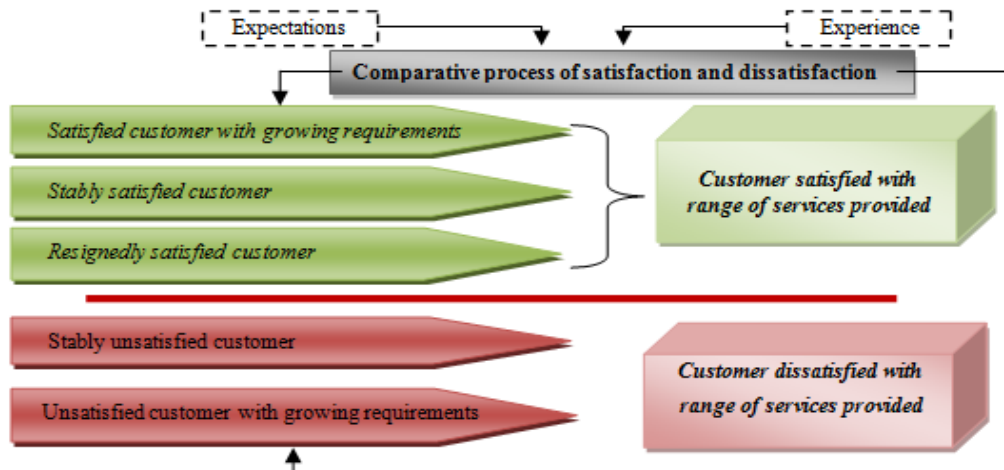 Expectations
Experience
Comparative process of satisfaction and dissatisfaction
Satisfied customer with growing requirements
Stably satisfied customer
Resignedly satisfied customer
Customer satisfied with
range of services provided
Stably unsatisfied customer
Unsatisfied customer with growing requirements
Customer dissatisfied with
range of services provided